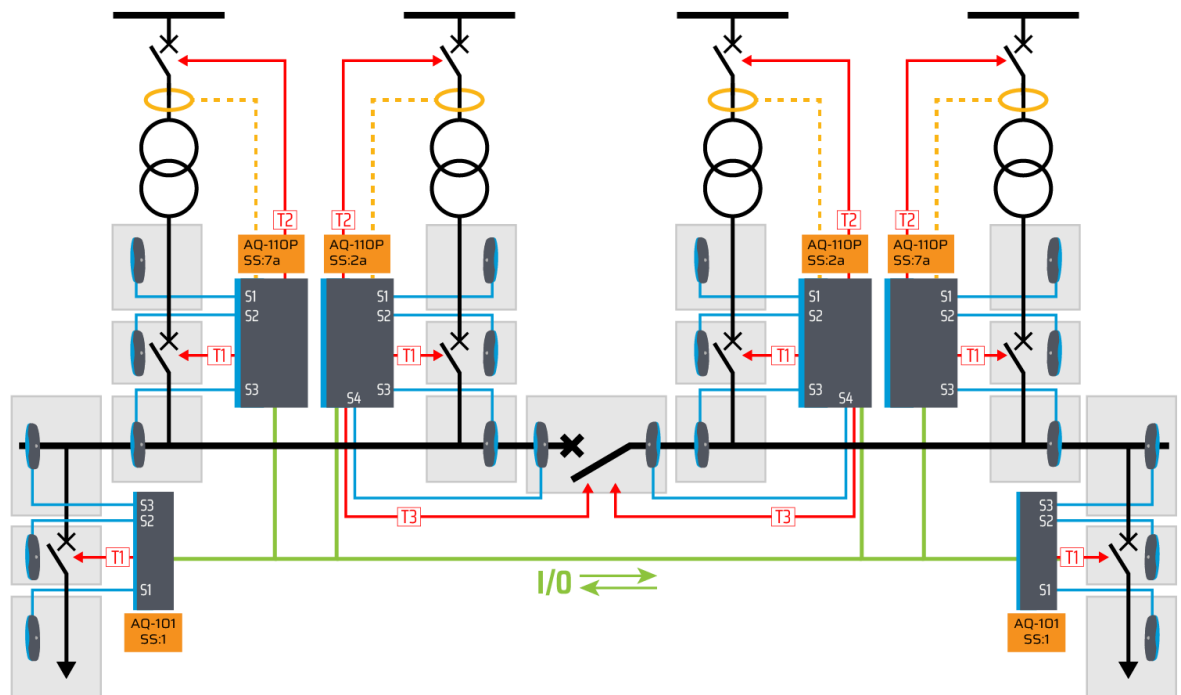 T2
T2
T2
T2
AQ-110P
SS:7a
AQ-110P
SS:2a
AQ-110P
SS:2a
AQ-110P
SS:7a
S1
S2
T1
S3
S1
S2
T1
S3
S4
S1
S2
T1
S3
S4
S1
S2
T1
S3
T3
T3
S3
S2
T1
S1
S3
S2
T1
S1
I/O
AQ-101
SS:1
AQ-101
SS:1